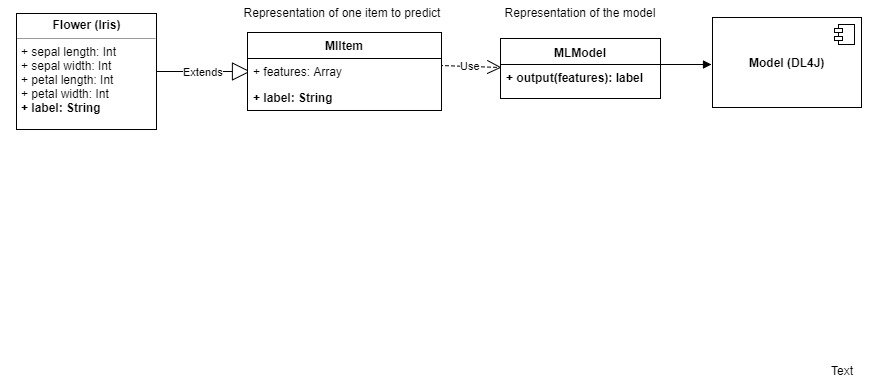 Representation of one item to predict
Representation of the model
Flower (Iris)
+ sepal length: Int
+ sepal width: Int
+ petal length: Int
+ petal width: Int
+ label: String
Extends
MlItem
+ features: Array
+ label: String
Use
MLModel
+ output(features): label
Model (DL4J)
Text